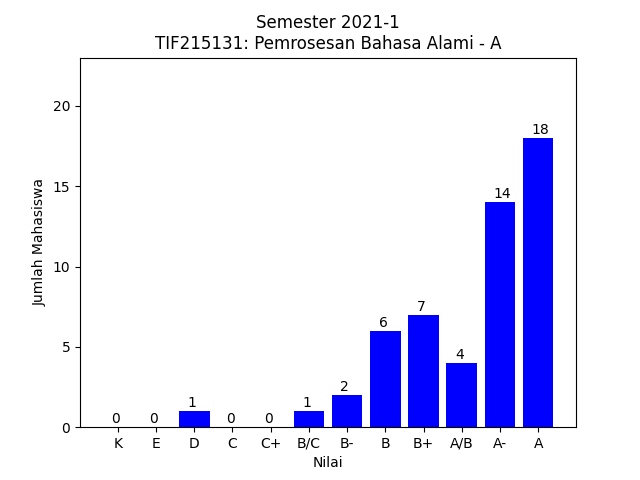 Semester 2021-1
TIF215131: Pemrosesan Bahasa Alami - A
Jumlah Mahasiswa
20
15
10
5
0
0 0 1 0 0 1 2 6 7 4 14 18
K E D C C+ B/C B- B B+ A/B A- A
Nilai